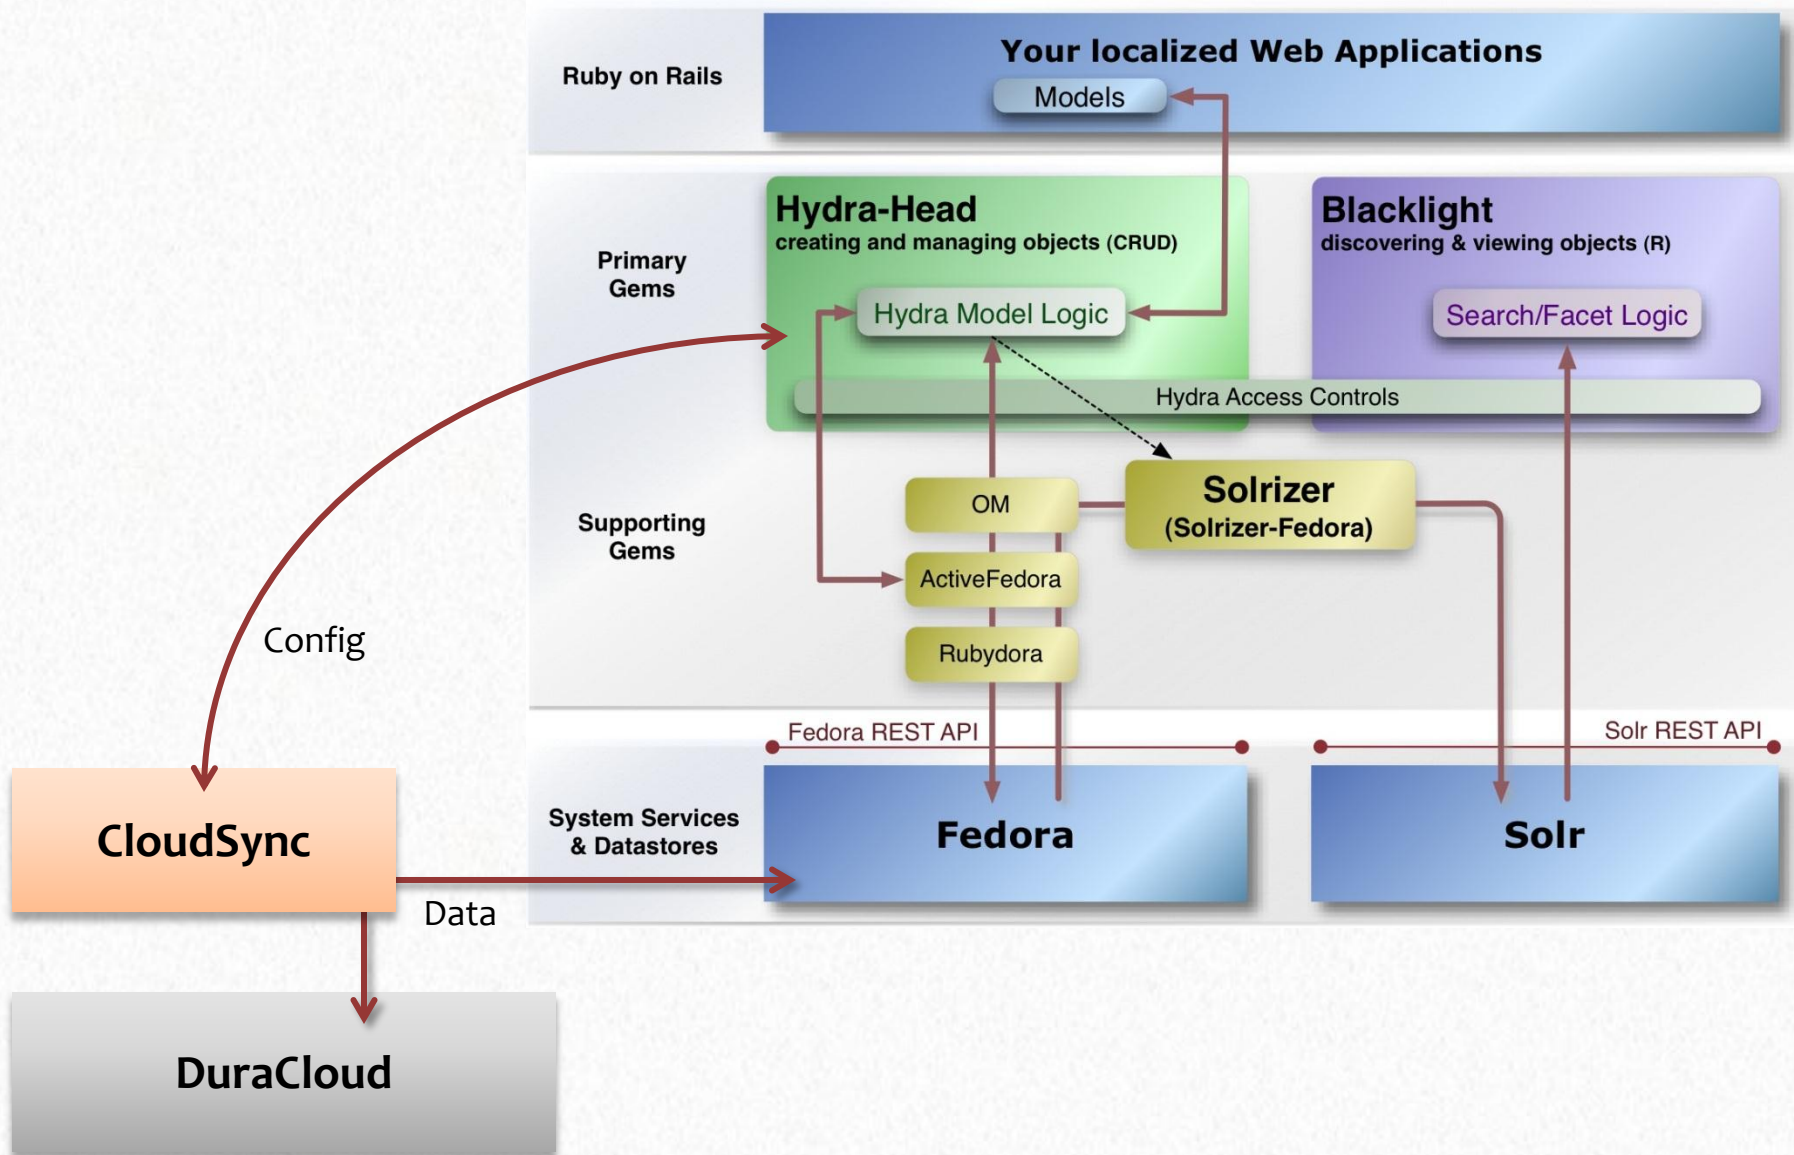 Ruby on Rails
Your localized Web Applications
Models
Primary
Gems
Hydra-Head
creating and managing objects (CRUD)
Hydra Model Logic
Blacklight
discovering & viewing objects (R)
Search/Facet Logic
Hydra Access Controls
Supporting
Gems
OM
ActiveFedora
Rubydora
Solrizer
(Solrizer-Fedora)
Config
Fedora REST API
Solr REST API
System Services
& Datastores
Fedora
Solr
CloudSync
Data
DuraCloud